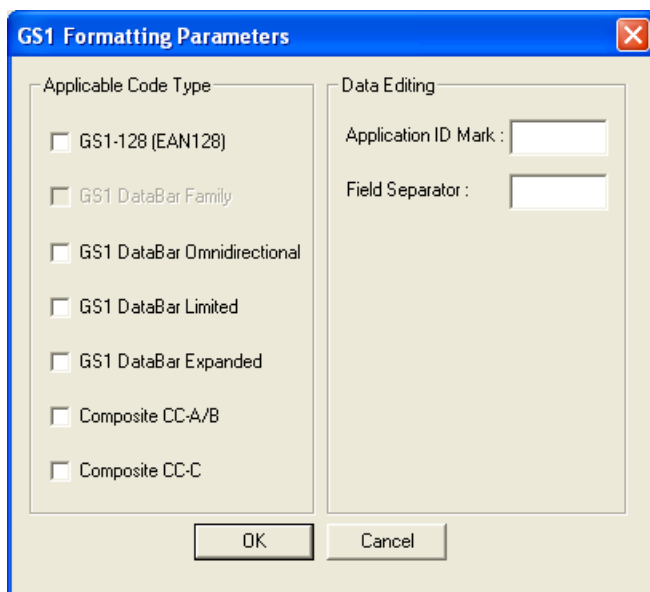 GS1 Formatting Parameters
Applicable Code Type
GS1-128 (EAN128)
GS1 DataBar Family
GS1 DataBar Omnidirectional
GS1 DataBar Limited
GS1 DataBar Expanded
Composite CC-A/B
Composite CC-C
Data Editing
Application ID Mark :
Field Separator :
OK
Cancel